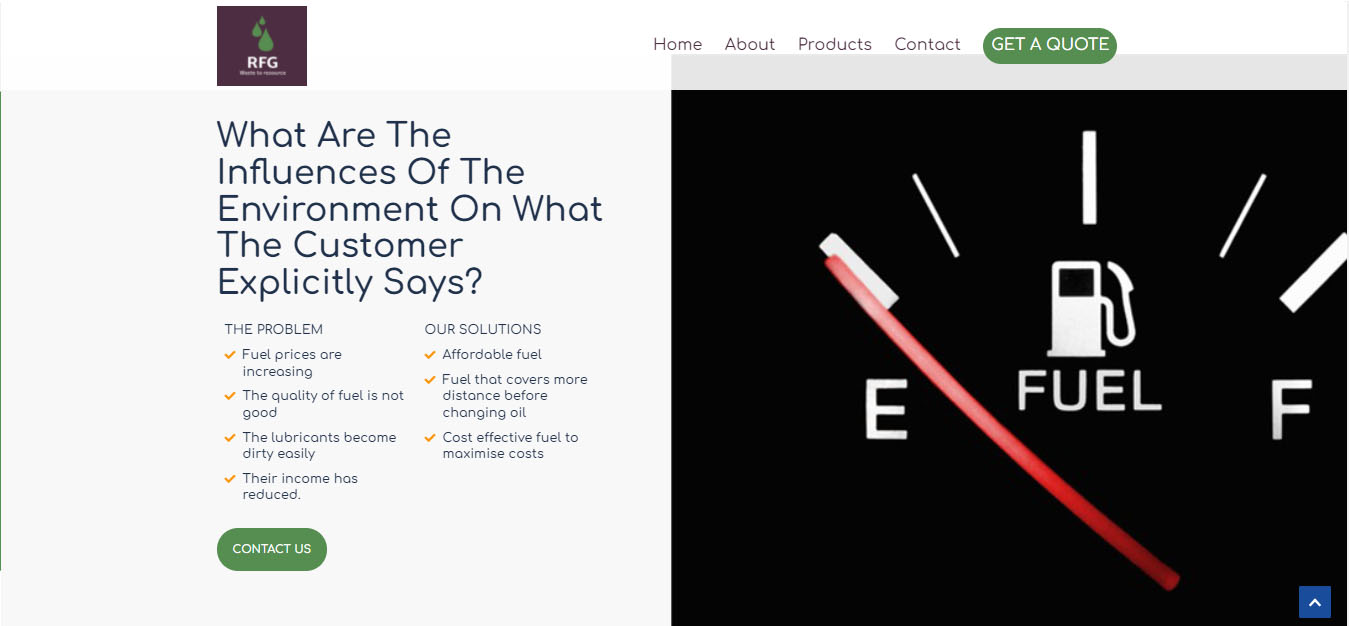 RFG
Waste to resource
Home About Products Contact GET A QUOTE
What Are The
Influences Of The
Environment On What
The Customer
Explicitly Says?
THE PROBLEM
Fuel prices are
increasing
The quality of fuel is not
good
The lubricants become
dirty easily
Their income has
reduced.
OUR SOLUTIONS
Affordable fuel
Fuel that covers more
distance before
changing oil
Cost effective fuel to
maximise costs
CONTACT US
E
FUEL
F